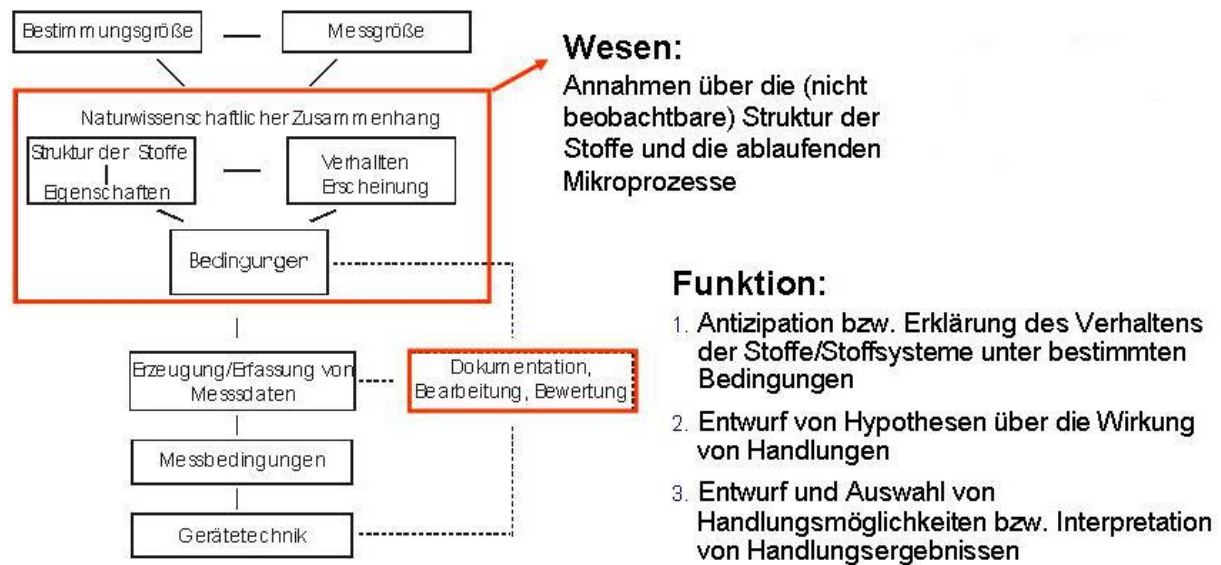 Bestimmungsgröße
Messgröße
Naturwissenschaftlicher Zusammenhang
Struktur der Stoffe
Eigenschaften
Verhallten
Erscheinung
Bedingungen
Erzeugung/Erfassung von
Messsdaten
Dokumentation,
Bearbeitung, Bewertung
Messbedingungen
Gerätetechnik
Wesen:
Annahmen über die (nicht
beobachtbare) Struktur der
Stoffe und die ablaufenden
Mikroprozesse
Funktion:
1. Antizipation bzw. Erklärung des Verhaltens
der Stoffe/Stoffsysteme unter bestimmten
Bedingungen
2. Entwurf von Hypothesen über die Wirkung
von Handlungen
3. Entwurf und Auswahl von
Handlungsmöglichkeiten bzw. Interpretation
von Handlungsergebnissen